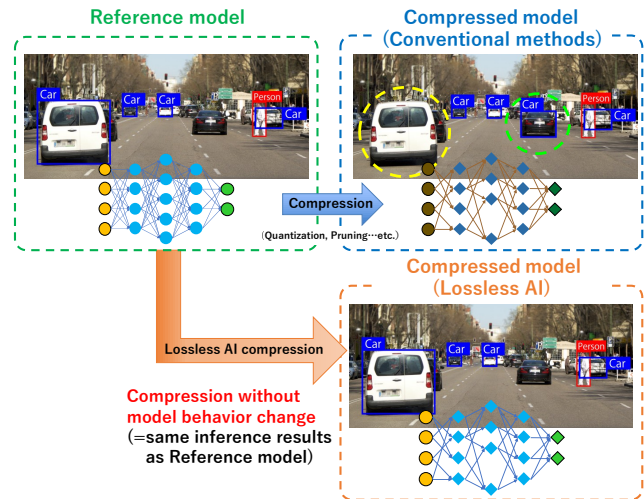 Reference model
Car
Car
Car
Person
Car
Compressed model
(Conventional methods)
Car
Car
Car
Person
Car
Compression
(Quantization, Pruning…etc.)
Compressed model
(Lossless AI)
Car
Car
Car
Person
Car
Lossless AI compression
Compression without
model behavior change
(=same inference results
as Reference model)